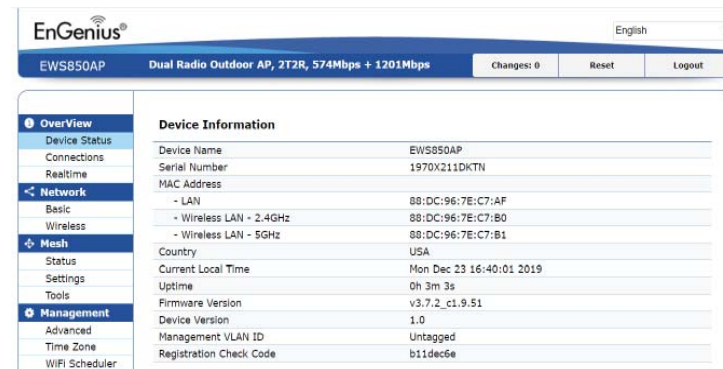 EnGenius®
English
EWS850AP Dual Radio Outdoor AP, 2T2R, 574Mbps + 1201Mbps Changes: 0 Reset Logout
OverView
Device Status
Connections
Realtime
Network
Basic
Wireless
Mesh
Status
Settings
Tools
Management
Advanced
Time Zone
WiFi Scheduler
Device Information
Device Name EWS850AP
Serial Number 1970X211DKTN
MAC Address
- LAN 88:DC:96:7E:C7:AF
- Wireless LAN - 2.4GHz 88:DC:96:7E:C7:B0
- Wireless LAN - 5GHz 88:DC:96:7E:C7:B1
Country USA
Current Local Time Mon Dec 23 16:40:01 2019
Uptime 0h 3m 3s
Firmware Version v3.7.2_c1.9.51
Device Version 1.0
Management VLAN ID Untagged
Registration Check Code b11dec6e